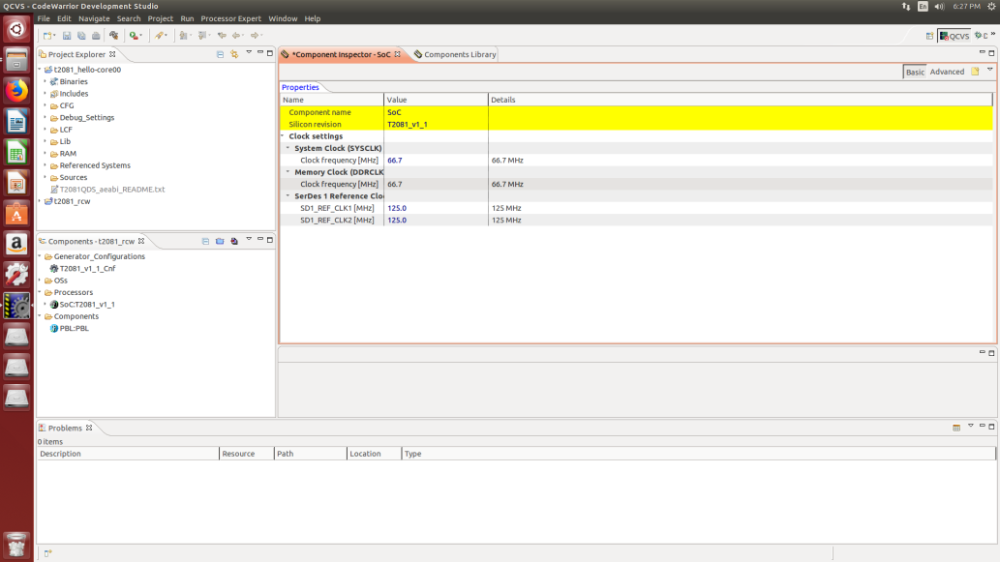 QCVS - CodeWarrior Development Studio
En
6:27 PM
File Edit Navigate Search Project Run Processor Expert Window Help
QCVS
D
»
Project Explorer
t2081_hello-core00
Binaries
Includes
CFG
Debug_Settings
LCF
Lib
RAM
Referenced Systems
Sources
T2081QDS_aeabi_README.txt
t2081_rcw
Components - t2081_rcw
Generator_Configurations
T2081_v1_1_Cnf
OSs
Processors
SoC:T2081_v1_1
Components
PBL:PBL
*Component Inspector - SoC
Components Library
Basic Advanced
Properties
Name Value Details
Component name SoC
Silicon revision T2081_v1_1
Clock settings
System Clock (SYSCLK)
Clock frequency [MHz] 66.7 66.7 MHz
Memory Clock (DDRCLK
Clock frequency [MHz] 66.7 66.7 MHz
SerDes 1 Reference Clo
SD1_REF_CLK1 [MHz] 125.0 125 MHz
SD1_REF_CLK2 [MHz] 125.0 125 MHz
Problems
0 items
Description Resource Path Location Type